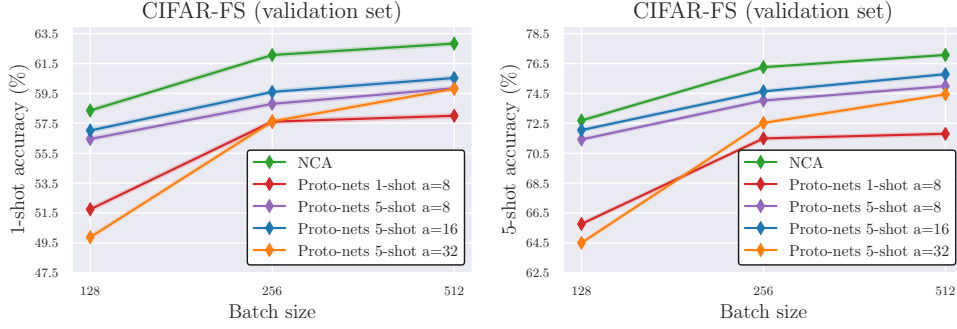 CIFAR-FS (validation set)
1-shot accuracy (%)
63.5
61.5
59.5
57.5
55.5
53.5
51.5
49.5
47.5
NCA
Proto-nets 1-shot a=8
Proto-nets 5-shot a=8
Proto-nets 5-shot a=16
Proto-nets 5-shot a=32
128
256
512
Batch size
CIFAR-FS (validation set)
5-shot accuracy (%)
78.5
76.5
74.5
72.5
70.5
68.5
66.5
64.5
62.5
NCA
Proto-nets 1-shot a=8
Proto-nets 5-shot a=8
Proto-nets 5-shot a=16
Proto-nets 5-shot a=32
128
256
512
Batch size